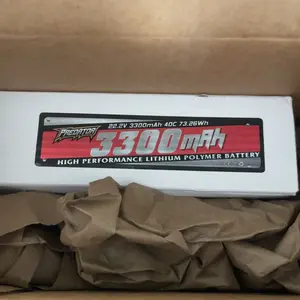 PREDATOR
22.2V 3300mAh 40C 73.26Wh
3300mAh
HIGH PERFORMANCE LITHIUM POLYMER BATTERY